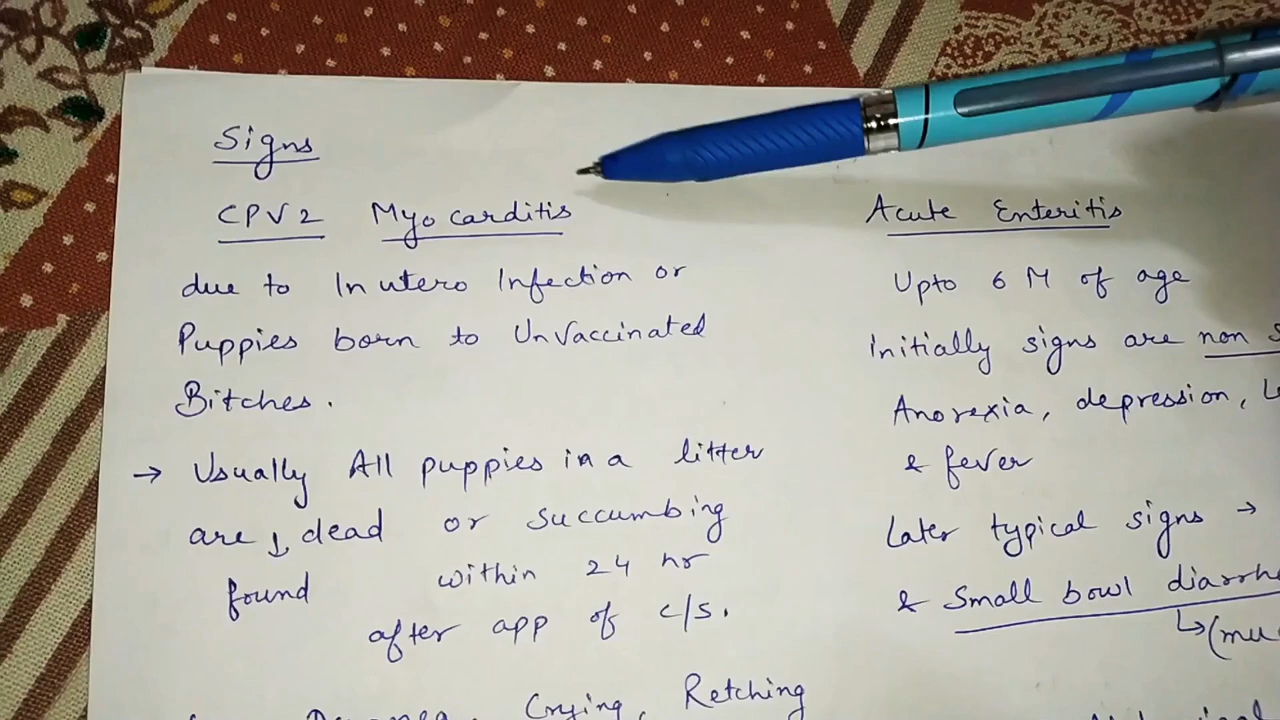 Signs
CPV2 Myocarditis
due to In utero Infection or
Puppies born to Unvaccinated
Bitches.
→ Usually All puppies in a litter
are ↓ dead or succumbing
found within 24 hr
after app of c/s.
Crying, Retching
Acute Enteritis
Upto 6 M of age
Initially signs are non
Anorexia, depression,
& fever
Later typical signs →
& Small bowl